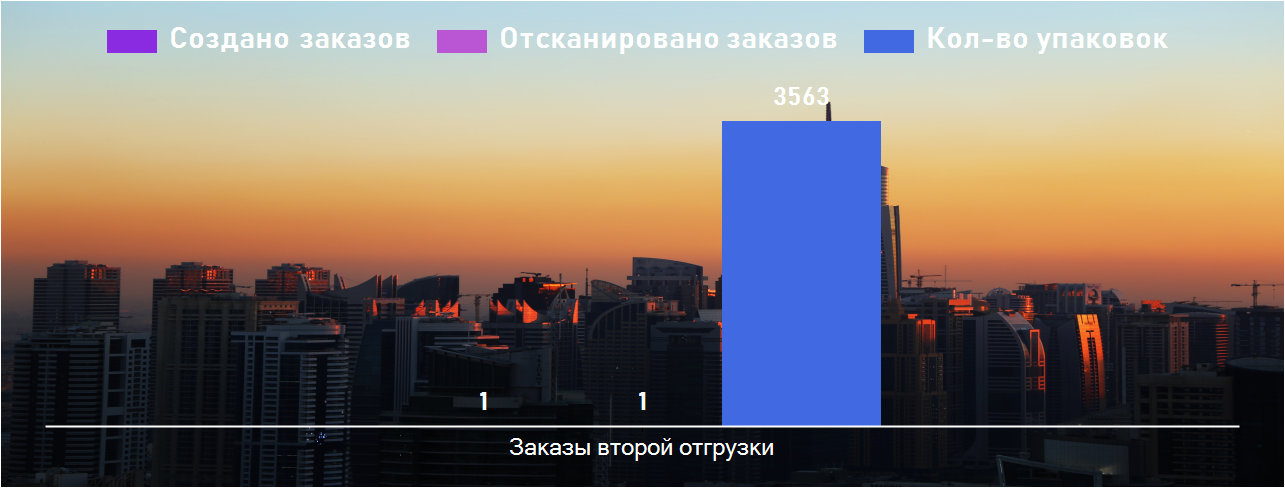 Создано заказов Отсканировано заказов Кол-во упаковок
3563
1 1
Заказы второй отгрузки